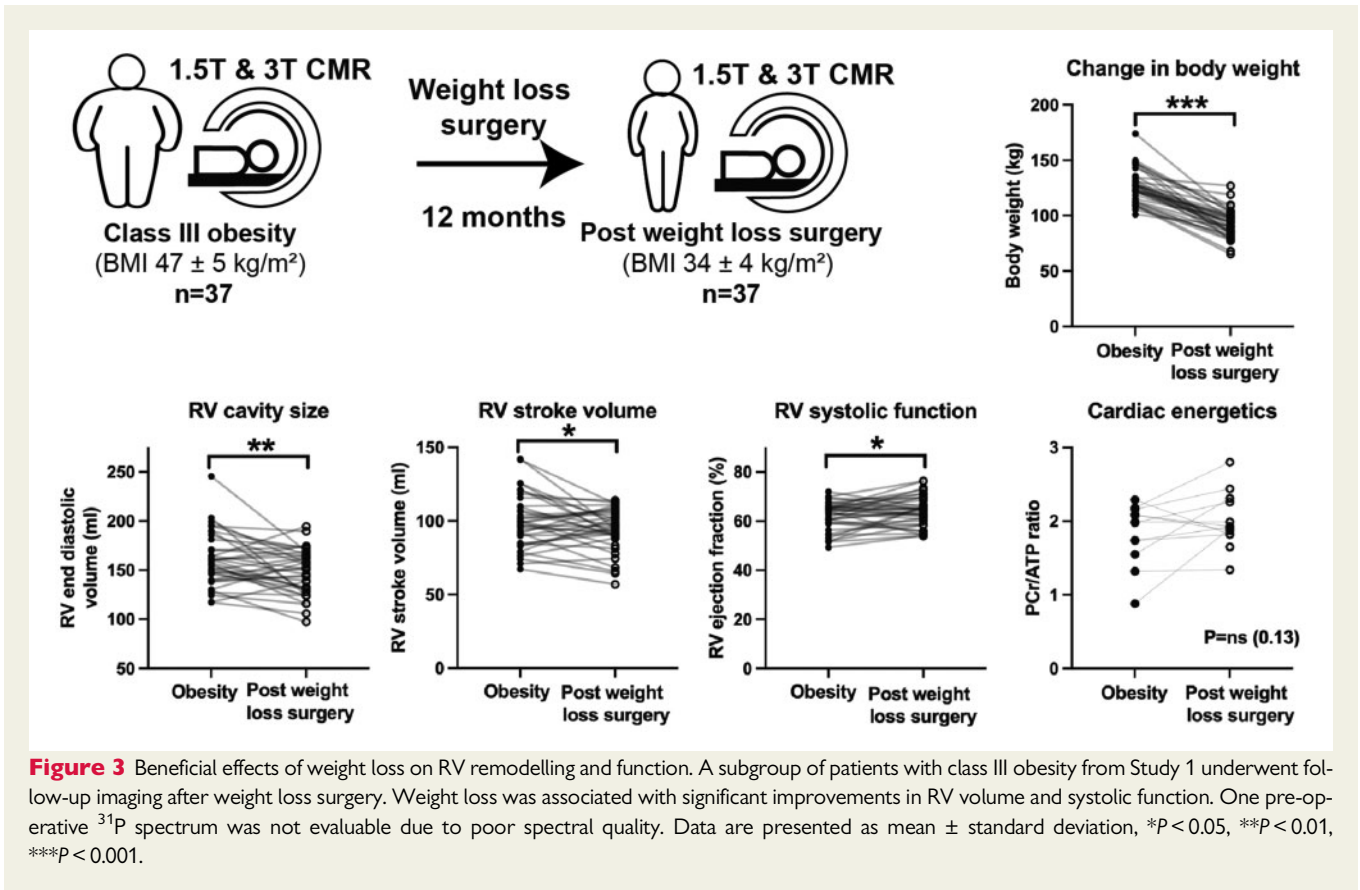 1.5T & 3T CMR
Class III obesity
(BMI 47 ± 5 kg/m²)
n=37
Weight loss
surgery
12 months
1.5T & 3T CMR
Post weight loss surgery
(BMI 34 ± 4 kg/m²)
n=37
Change in body weight
***
Body weight (kg)
200
150
100
50
0
Obesity Post weight
loss surgery
RV cavity size
**
RV end diastolic
volume (ml)
250
200
150
100
50
Obesity Post weight
loss surgery
RV stroke volume
*
RV stroke volume (ml)
150
100
50
0
Obesity Post weight
loss surgery
RV systolic function
*
RV ejection fraction (%)
80
60
40
20
0
Obesity Post weight
loss surgery
Cardiac energetics
PCr/ATP ratio
3
2
1
0
P=ns (0.13)
Obesity Post weight
loss surgery
Figure 3 Beneficial effects of weight loss on RV remodelling and function. A subgroup of patients with class III obesity from Study 1 underwent fol-
low-up imaging after weight loss surgery. Weight loss was associated with significant improvements in RV volume and systolic function. One pre-op-
erative ³¹P spectrum was not evaluable due to poor spectral quality. Data are presented as mean ± standard deviation, *P < 0.05, **P < 0.01,
***P < 0.001.